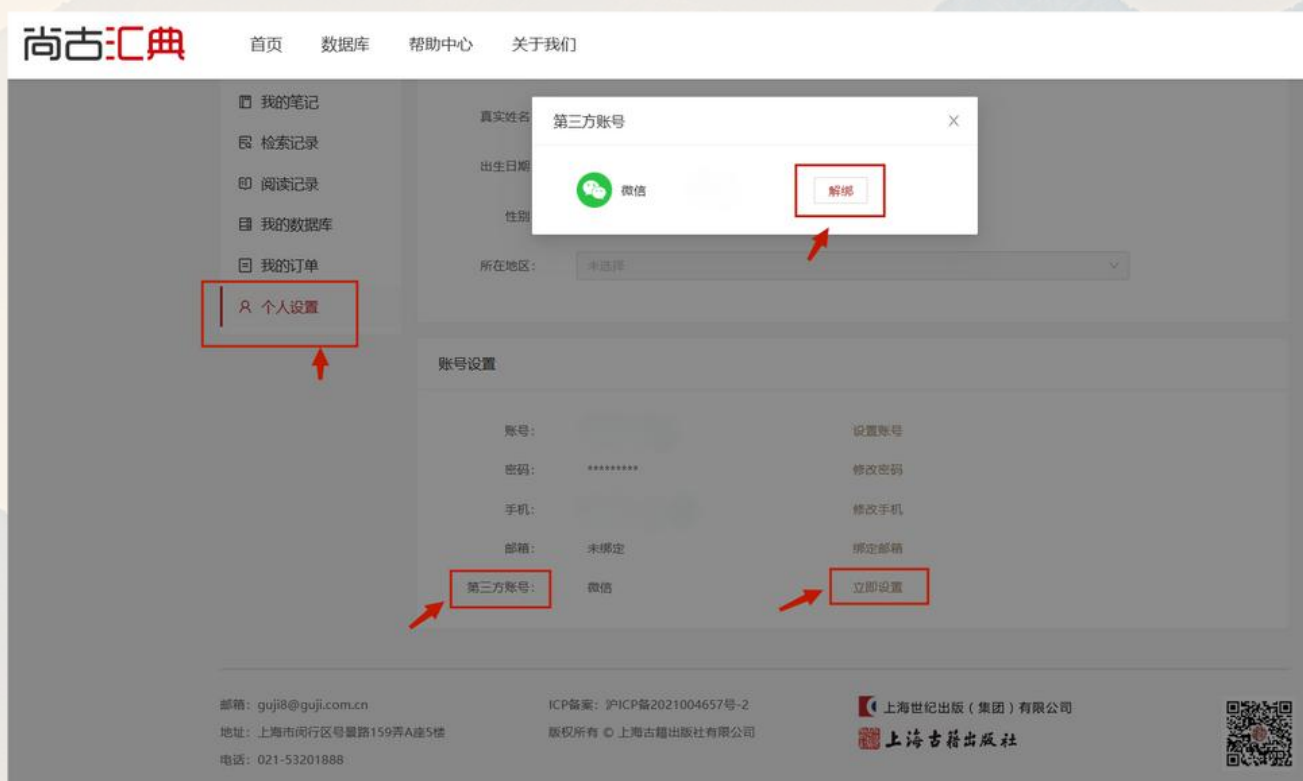 尚古汇典 首页 数据库 帮助中心 关于我们
我的笔记
检索记录
阅读记录
我的数据库
我的订单
个人设置
真实姓名
出生日期
性别
所在地区： 未选择
第三方账号
微信 解绑
账号设置
账号： 设置账号
密码： ********* 修改密码
手机： 修改手机
邮箱： 未绑定 绑定邮箱
第三方账号： 微信 立即设置
邮箱：guji8@guji.com.cn
地址：上海市闵行区号景路159弄A座5楼
电话：021-53201888
ICP备案：沪ICP备2021004657号-2
版权所有 © 上海古籍出版社有限公司
上海世纪出版（集团）有限公司
上海古籍出版社